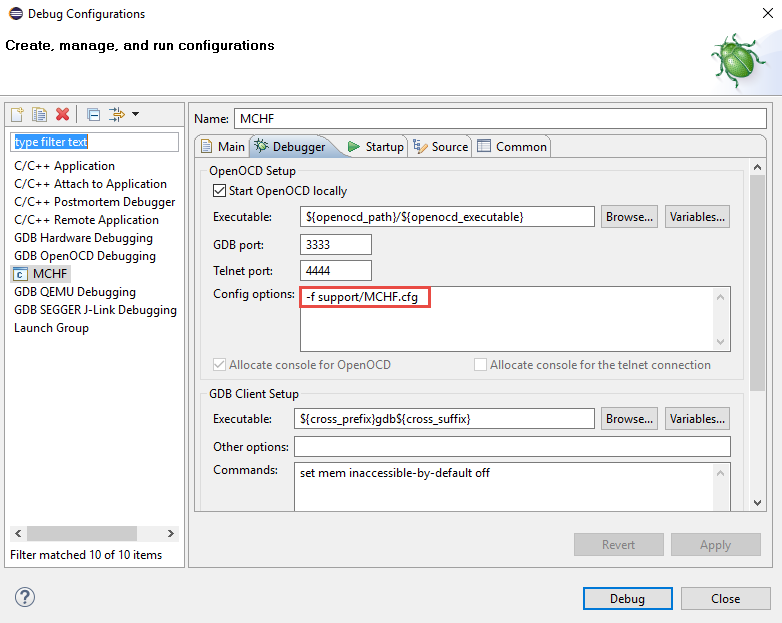 Debug Configurations
Create, manage, and run configurations
type filter text
C/C++ Application
C/C++ Attach to Application
C/C++ Postmortem Debugger
C/C++ Remote Application
GDB Hardware Debugging
GDB OpenOCD Debugging
MCHF
GDB QEMU Debugging
GDB SEGGER J-Link Debugging
Launch Group
Filter matched 10 of 10 items
Name: MCHF
Main Debugger Startup Source Common
OpenOCD Setup
Start OpenOCD locally
Executable: ${openocd_path}/${openocd_executable} Browse... Variables...
GDB port: 3333
Telnet port: 4444
Config options: -f support/MCHF.cfg
Allocate console for OpenOCD Allocate console for the telnet connection
GDB Client Setup
Executable: ${cross_prefix}gdb${cross_suffix} Browse... Variables...
Other options:
Commands: set mem inaccessible-by-default off
Revert Apply
Debug Close